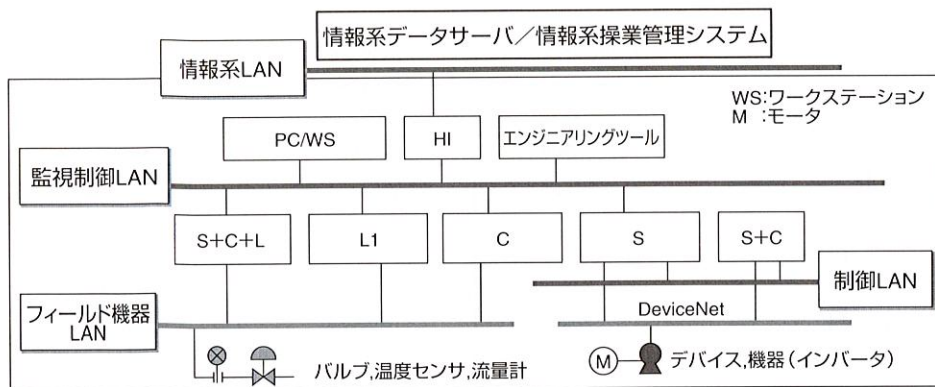 情報系データサーバ／情報系操業管理システム
情報系LAN
WS:ワークステーション
M :モータ
PC/WS
HI
エンジニアリングツール
監視制御LAN
S+C+L
L1
C
S
S+C
制御LAN
フィールド機器
LAN
DeviceNet
バルブ,温度センサ,流量計
M
デバイス,機器(インバータ)